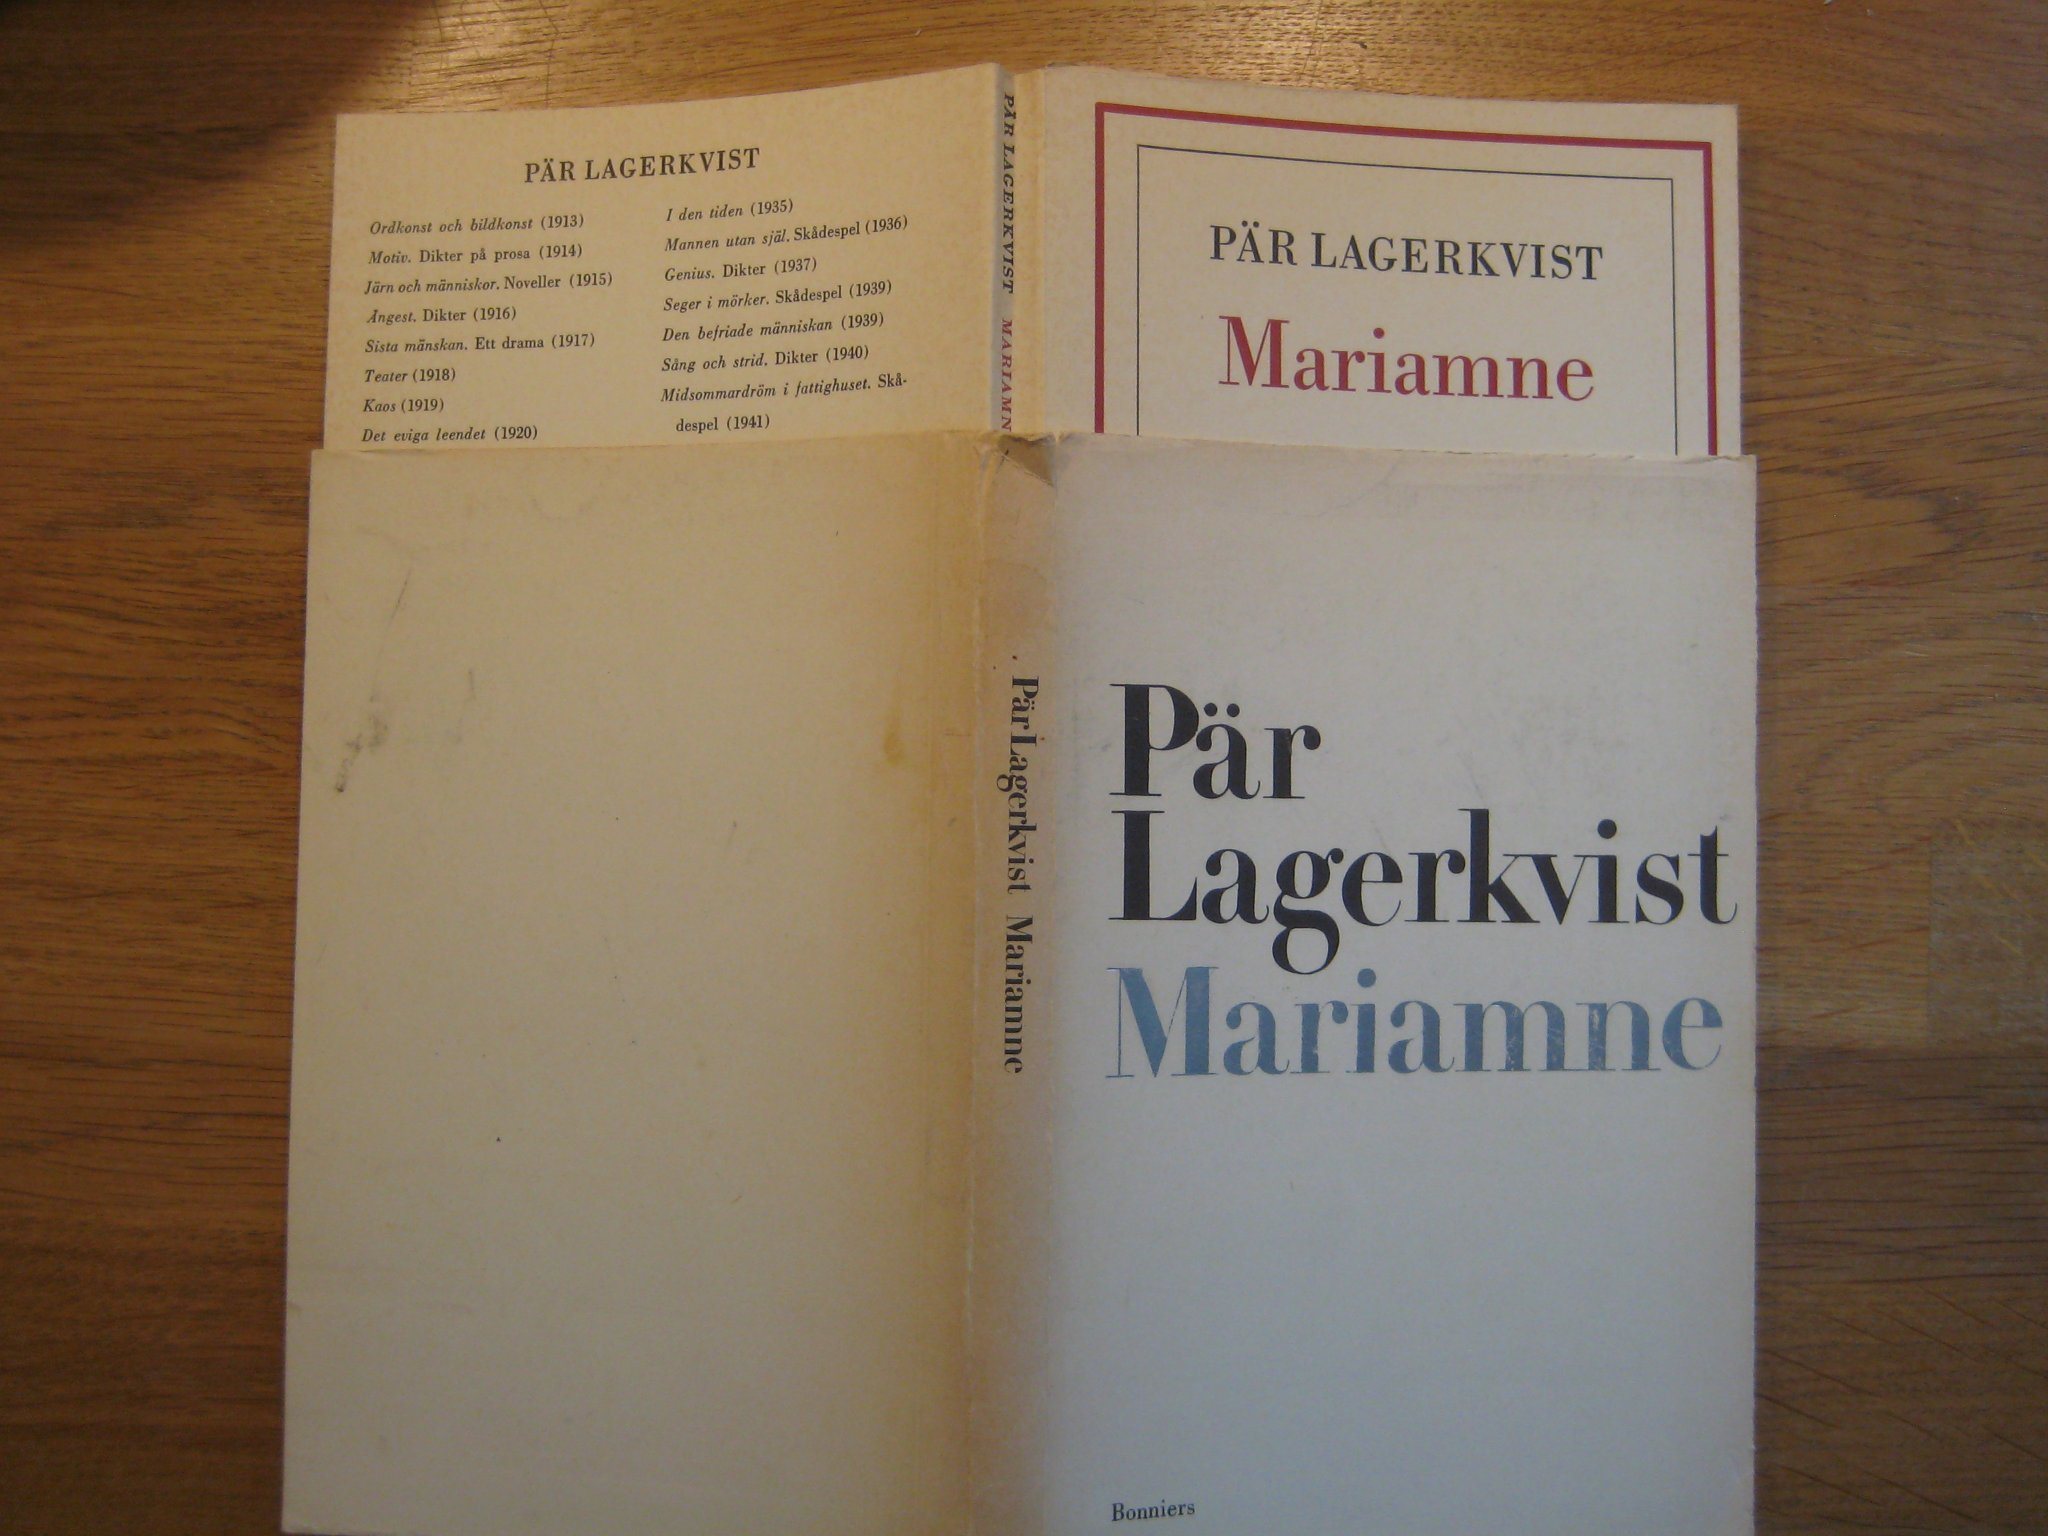 PÄR LAGERKVIST
Ordkonst och bildkonst (1913)
Motiv. Dikter på prosa (1914)
Järn och människor. Noveller (1915)
Ångest. Dikter (1916)
Sista mänskan. Ett drama (1917)
Teater (1918)
Kaos (1919)
Det eviga leendet (1920)
I den tiden (1935)
Mannen utan själ. Skådespel (1936)
Genius. Dikter (1937)
Seger i mörker. Skådespel (1939)
Den befriade människan (1939)
Sång och strid. Dikter (1940)
Midsommardröm i fattighuset. Skå-
despel (1941)
PÄR LAGERKVIST MARIAMN
PÄR LAGERKVIST
Mariamne
Pär Lagerkvist Mariamne
Pär
Lagerkvist
Mariamne
Bonniers